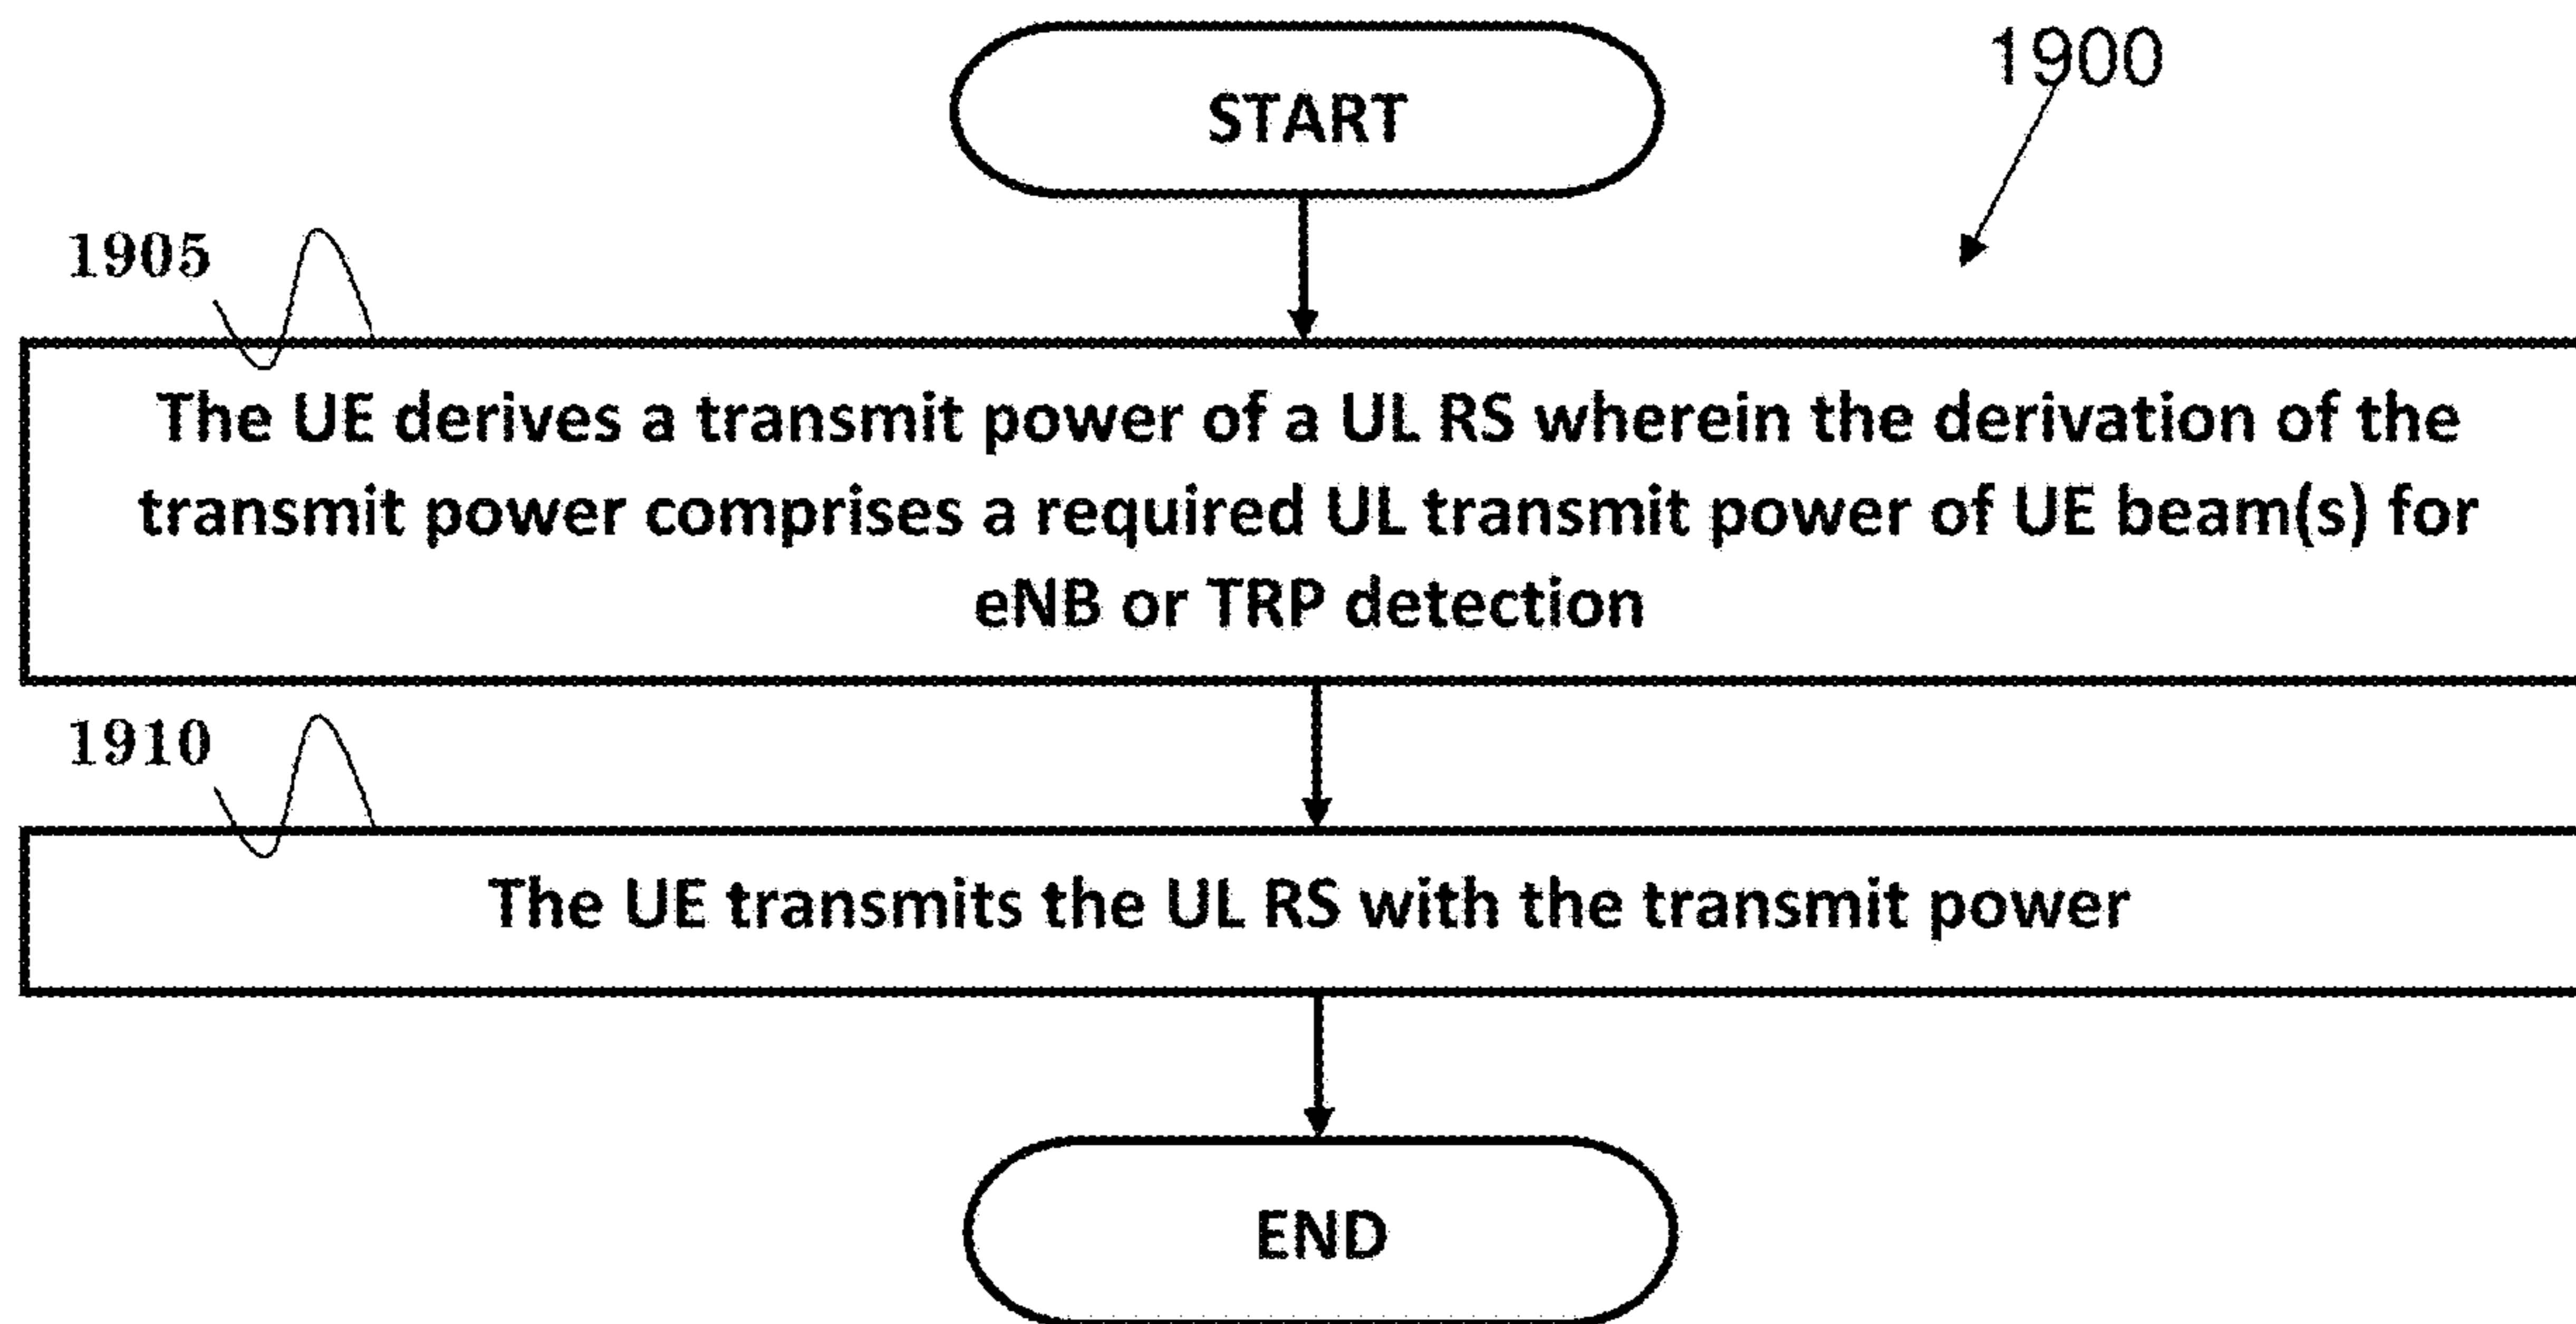 START
1900
1905
The UE derives a transmit power of a UL RS wherein the derivation of the
transmit power comprises a required UL transmit power of UE beam(s) for
eNB or TRP detection
1910
The UE transmits the UL RS with the transmit power
END